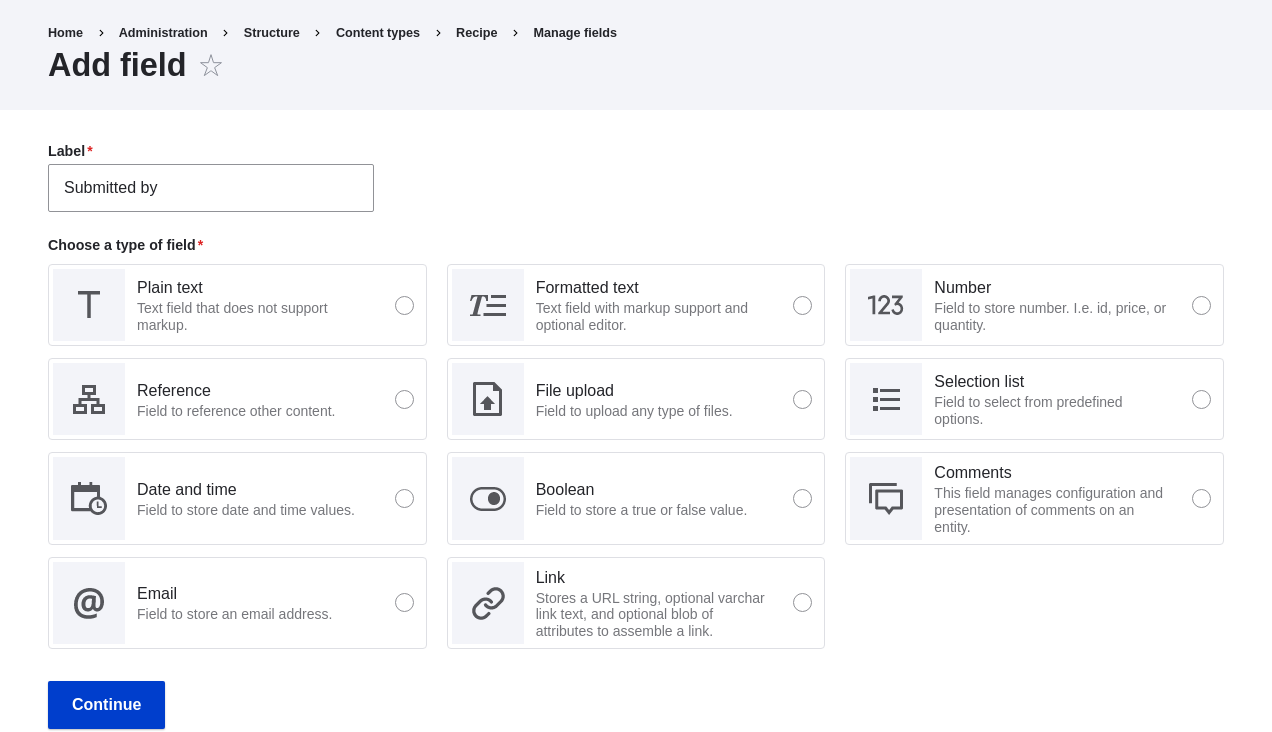 Home > Administration > Structure > Content types > Recipe > Manage fields
Add field
Label*
Submitted by
Choose a type of field*
Plain text
Text field that does not support
markup.
Formatted text
Text field with markup support and
optional editor.
123
Number
Field to store number. I.e. id, price, or
quantity.
Reference
Field to reference other content.
File upload
Field to upload any type of files.
Selection list
Field to select from predefined
options.
Date and time
Field to store date and time values.
Boolean
Field to store a true or false value.
Comments
This field manages configuration and
presentation of comments on an
entity.
@
Email
Field to store an email address.
Link
Stores a URL string, optional varchar
link text, and optional blob of
attributes to assemble a link.
Continue